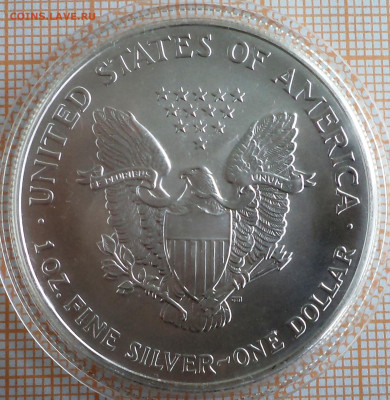 COINS.LAVE.RU
UNITED STATES OF AMERICA
E PLURIBUS UNUM
· 1 OZ. FINE SILVER~ONE DOLLAR ·